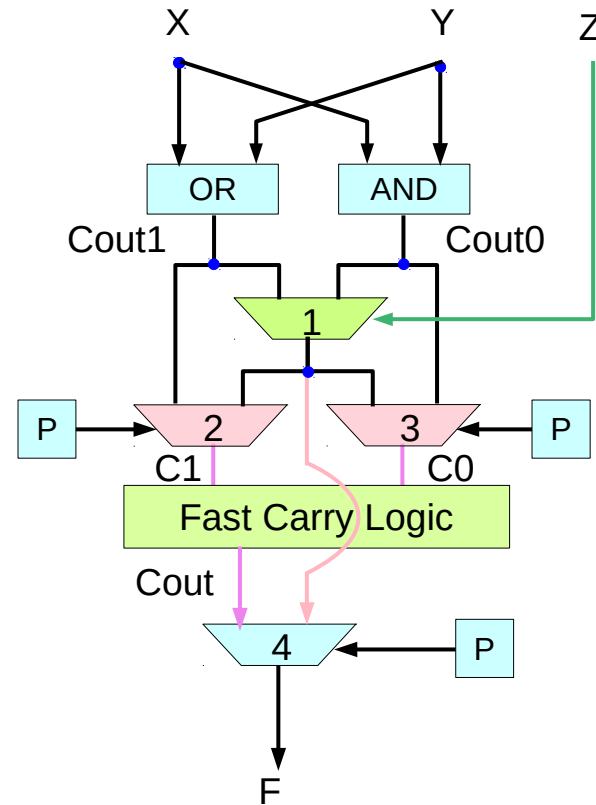 X Y Z
OR AND
Cout1 Cout0
1
P 2 3 P
C1 C0
Fast Carry Logic
Cout
4 P
F